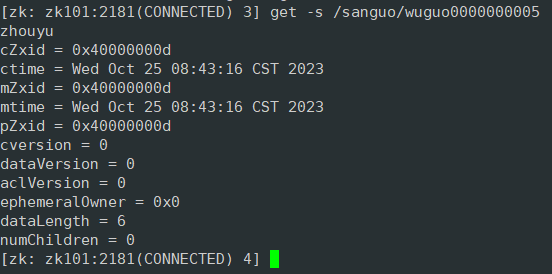 [zk: zk101:2181(CONNECTED) 3] get -s /sanguo/wuguo0000000005
zhouyu
cZxid = 0x40000000d
ctime = Wed Oct 25 08:43:16 CST 2023
mZxid = 0x40000000d
mtime = Wed Oct 25 08:43:16 CST 2023
pZxid = 0x40000000d
cversion = 0
dataVersion = 0
aclVersion = 0
ephemeralOwner = 0x0
dataLength = 6
numChildren = 0
[zk: zk101:2181(CONNECTED) 4]